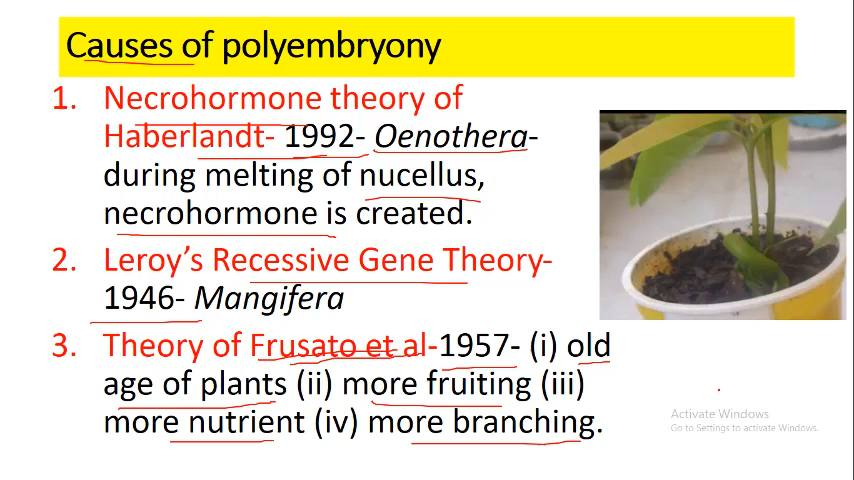 Causes of polyembryony
1. Necrohormone theory of
Haberlandt- 1992- Oenothera-
during melting of nucellus,
necrohormone is created.
2. Leroy’s Recessive Gene Theory-
1946- Mangifera
3. Theory of Frusato et al-1957- (i) old
age of plants (ii) more fruiting (iii)
more nutrient (iv) more branching.
Activate Windows
Go to Settings to activate Windows.